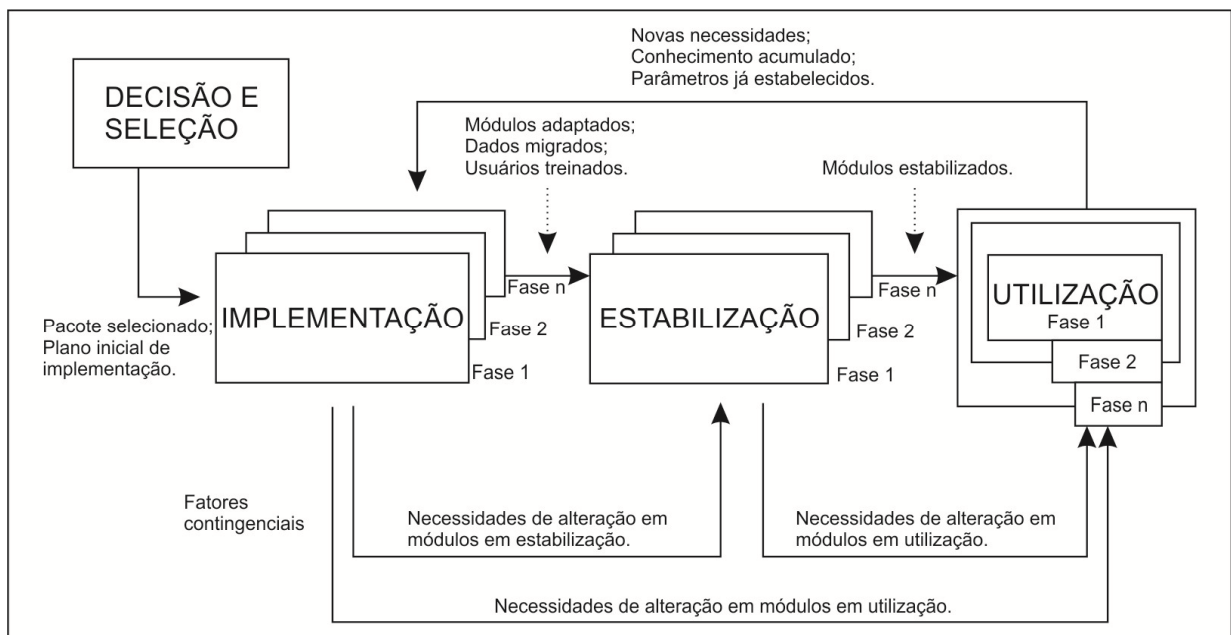 Novas necessidades;
Conhecimento acumulado;
Parâmetros já estabelecidos.
DECISÃO E
SELEÇÃO
Módulos adaptados;
Dados migrados;
Usuários treinados.
Módulos estabilizados.
Pacote selecionado;
Plano inicial de
implementação.
IMPLEMENTAÇÃO
Fase n
Fase 2
Fase 1
ESTABILIZAÇÃO
Fase n
Fase 2
Fase 1
UTILIZAÇÃO
Fase 1
Fase 2
Fase n
Fatores
contingenciais
Necessidades de alteração em
módulos em estabilização.
Necessidades de alteração em
módulos em utilização.
Necessidades de alteração em módulos em utilização.